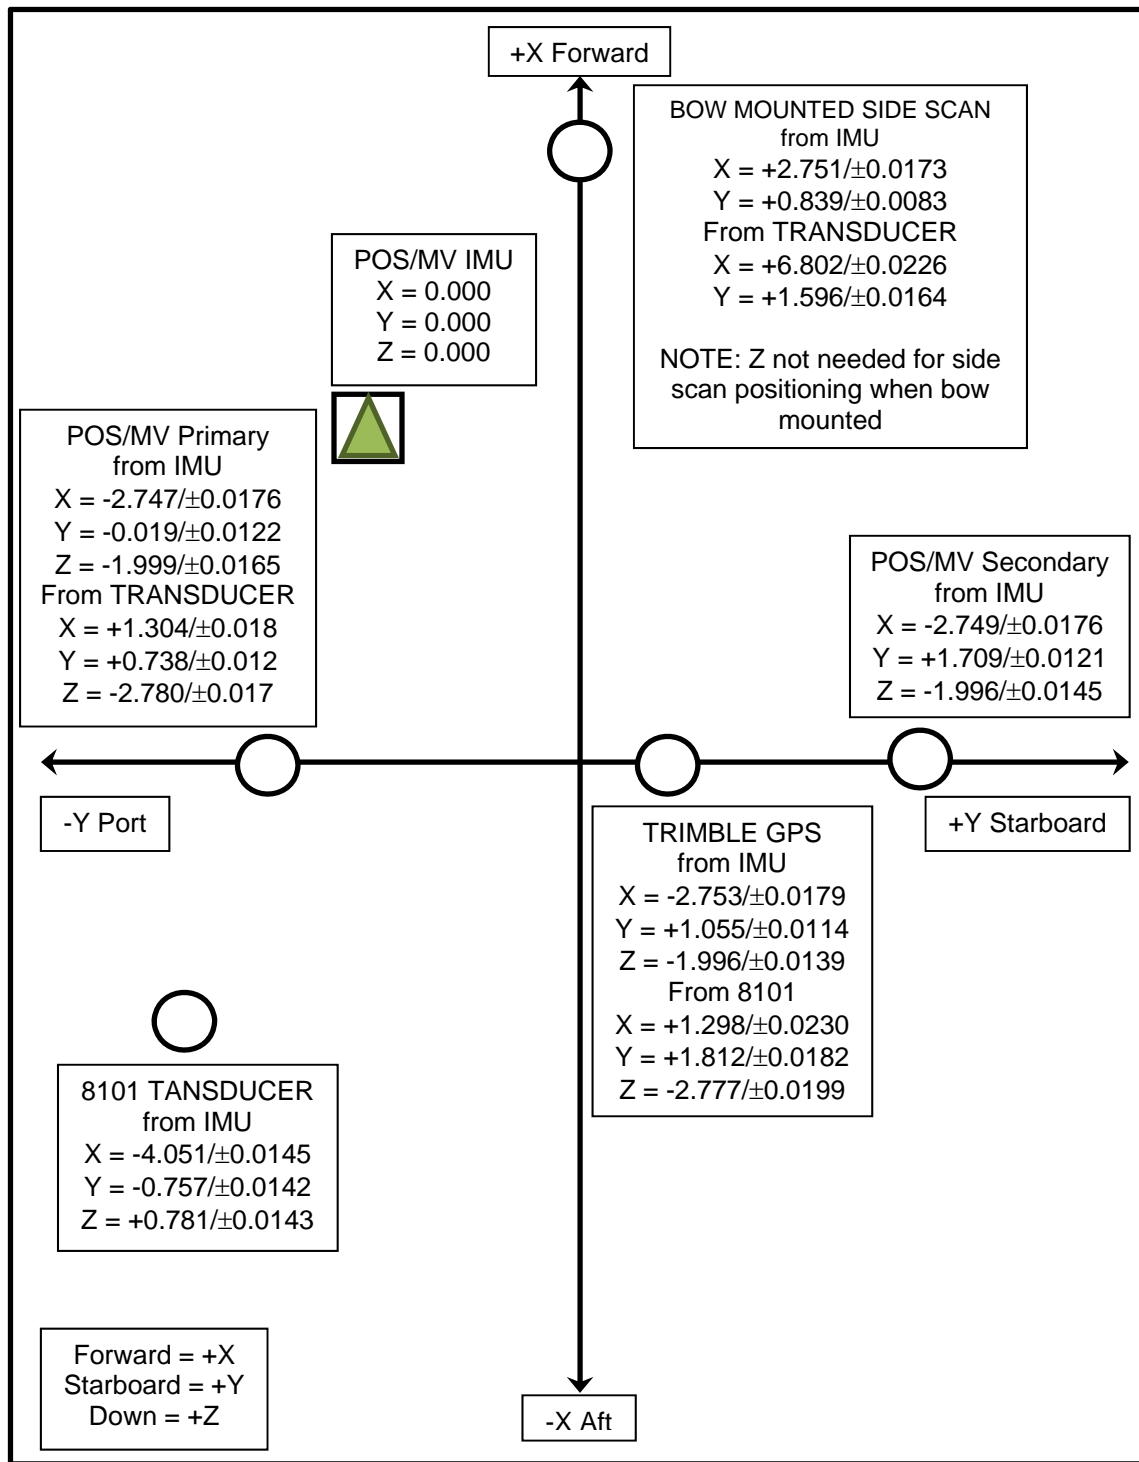 +X Forward
BOW MOUNTED SIDE SCAN
from IMU
X = +2.751/±0.0173
Y = +0.839/±0.0083
From TRANSDUCER
X = +6.802/±0.0226
Y = +1.596/±0.0164
NOTE: Z not needed for side
scan positioning when bow
mounted
POS/MV IMU
X = 0.000
Y = 0.000
Z = 0.000
POS/MV Primary
from IMU
X = -2.747/±0.0176
Y = -0.019/±0.0122
Z = -1.999/±0.0165
From TRANSDUCER
X = +1.304/±0.018
Y = +0.738/±0.012
Z = -2.780/±0.017
POS/MV Secondary
from IMU
X = -2.749/±0.0176
Y = +1.709/±0.0121
Z = -1.996/±0.0145
-Y Port
+Y Starboard
TRIMBLE GPS
from IMU
X = -2.753/±0.0179
Y = +1.055/±0.0114
Z = -1.996/±0.0139
From 8101
X = +1.298/±0.0230
Y = +1.812/±0.0182
Z = -2.777/±0.0199
8101 TANSDUCER
from IMU
X = -4.051/±0.0145
Y = -0.757/±0.0142
Z = +0.781/±0.0143
Forward = +X
Starboard = +Y
Down = +Z
-X Aft